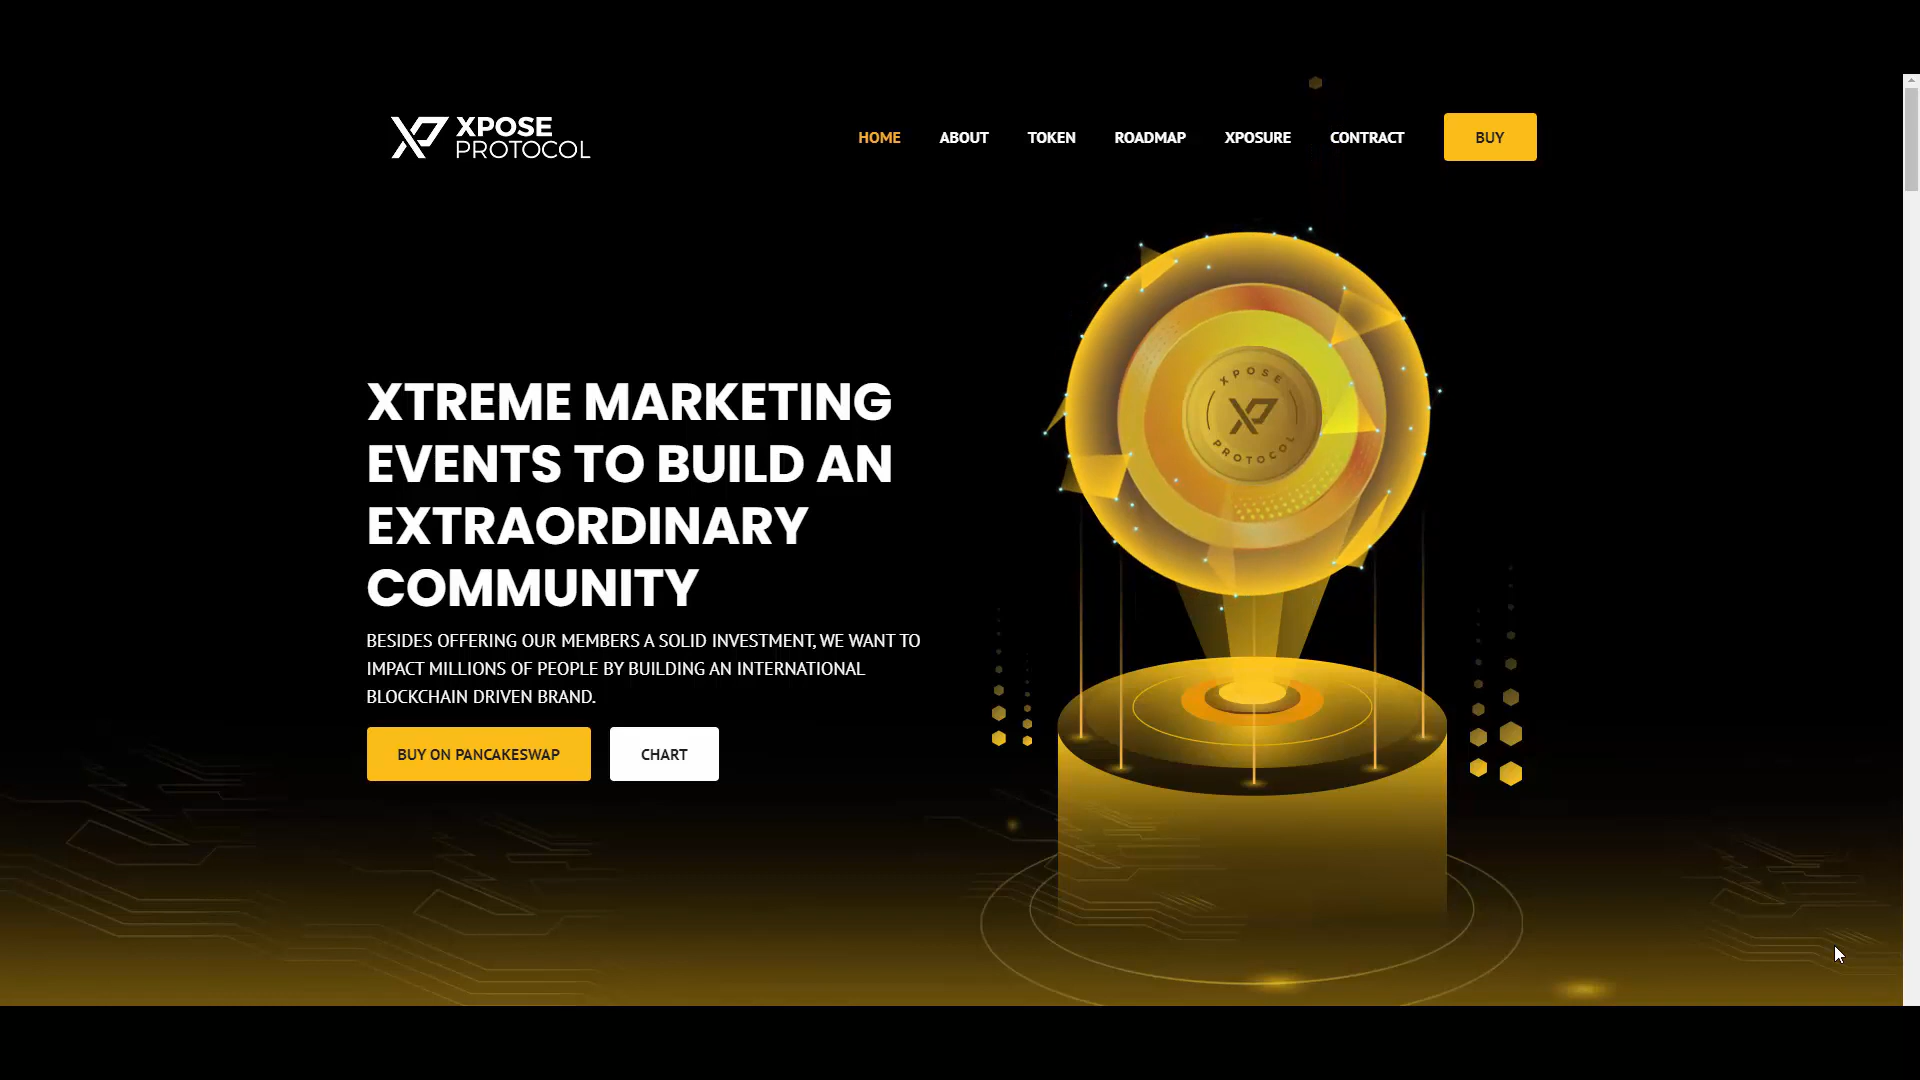 XPOSE
PROTOCOL
HOME ABOUT TOKEN ROADMAP XPOSURE CONTRACT BUY
XPOSE
XP
PROTOCOL
XTREME MARKETING
EVENTS TO BUILD AN
EXTRAORDINARY
COMMUNITY
BESIDES OFFERING OUR MEMBERS A SOLID INVESTMENT, WE WANT TO
IMPACT MILLIONS OF PEOPLE BY BUILDING AN INTERNATIONAL
BLOCKCHAIN DRIVEN BRAND.
BUY ON PANCAKESWAP CHART